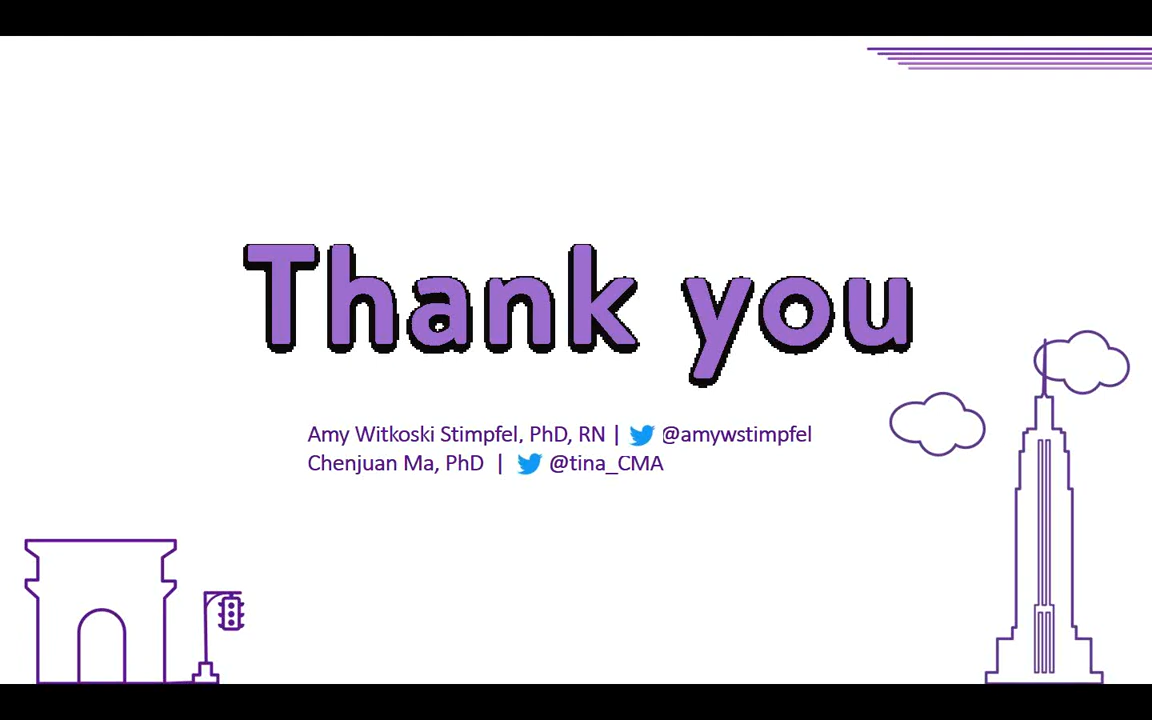 Thank you
Amy Witkoski Stimpfel, PhD, RN | @amywstimpfel
Chenjuan Ma, PhD | @tina_CMA